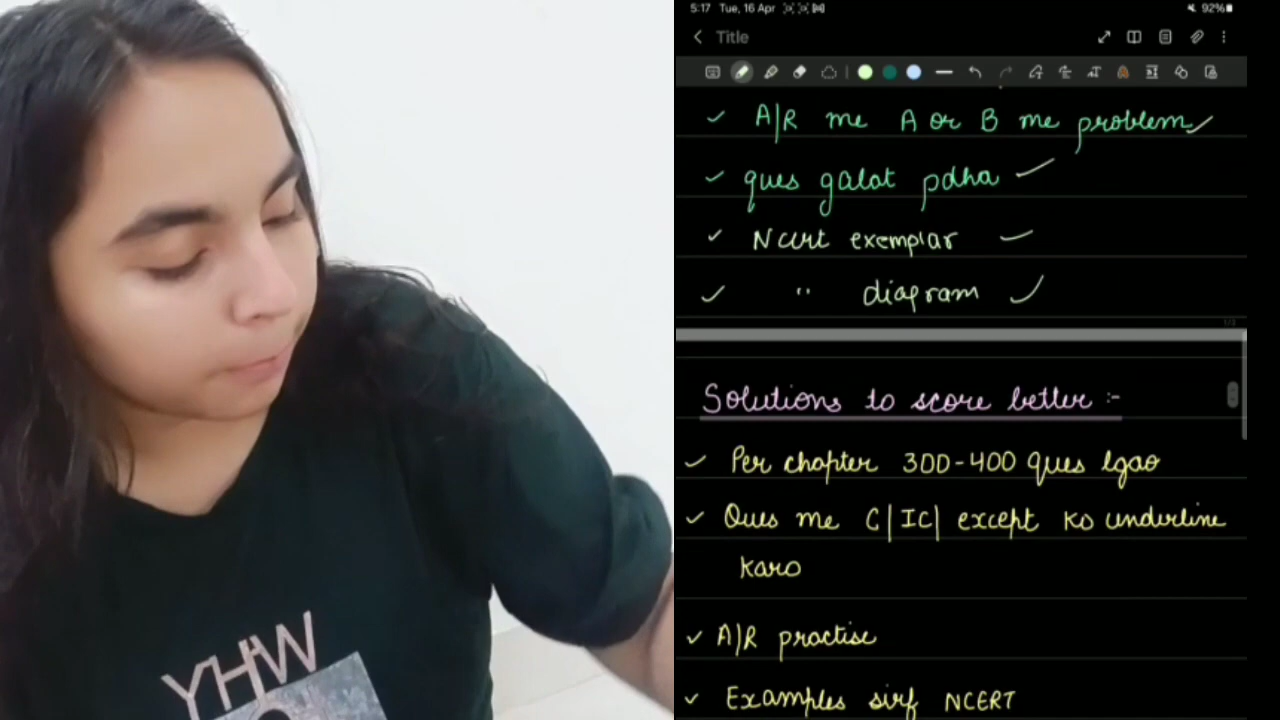 YHW
5:17 Tue, 16 Apr 92%
Title
A/R me A or B me problem
ques galat pdha
Ncert exemplar
" diagram
1/3
Solutions to score better :-
Per chapter 300-400 ques lgao
Ques me C/IC/ except ko underline
karo
A/R practise
Examples sirf NCERT